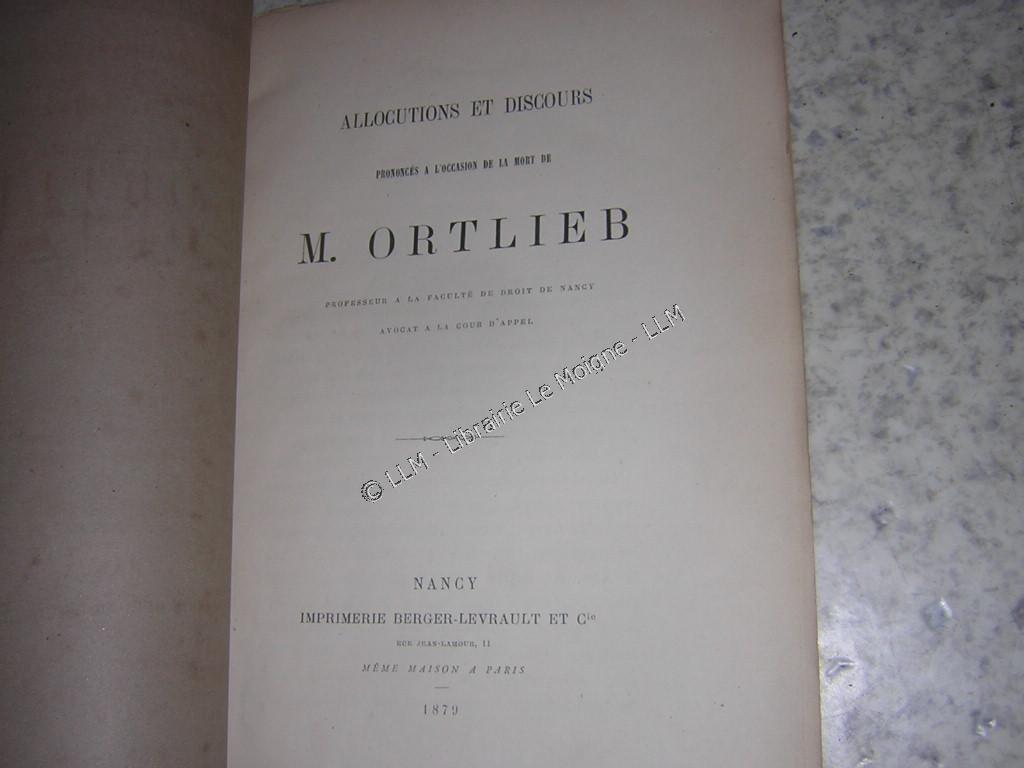 ALLOCUTIONS ET DISCOURS
PRONONCÉS A L'OCCASION DE LA MORT DE
M. ORTLIEB
PROFESSEUR A LA FACULTÉ DE DROIT DE NANCY
AVOCAT A LA COUR D'APPEL
© LLM - Librairie Le Moigne - LLM
NANCY
IMPRIMERIE BERGER-LEVRAULT ET Cie
RUE JEAN-LAMOUR, 11
MÊME MAISON A PARIS
1879